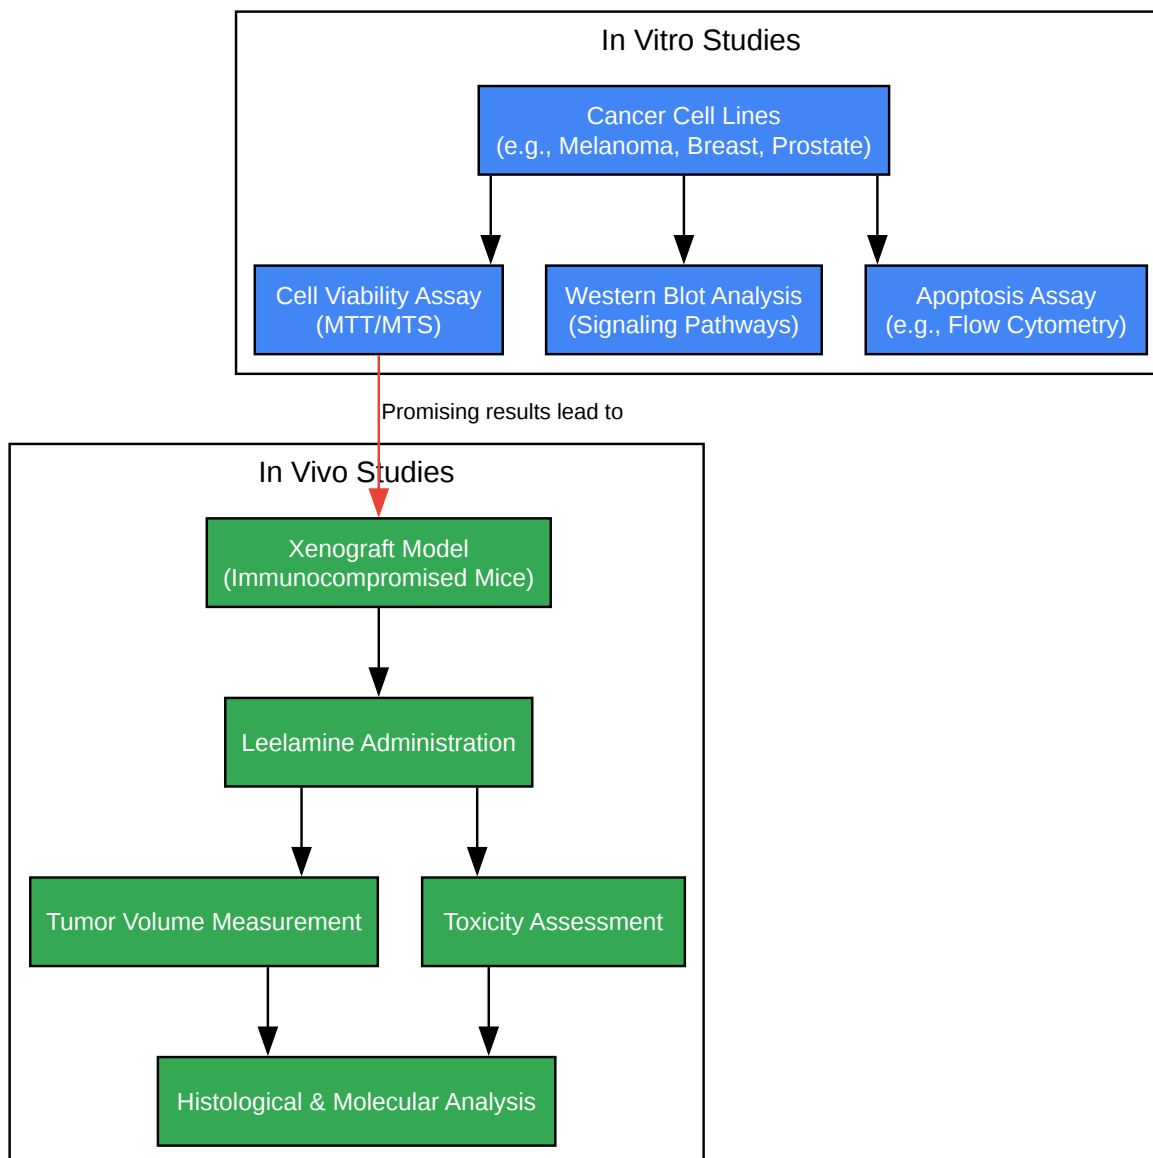 In Vitro Studies
Cancer Cell Lines
(e.g., Melanoma, Breast, Prostate)
Cell Viability Assay
(MTT/MTS)
Western Blot Analysis
(Signaling Pathways)
Apoptosis Assay
(e.g., Flow Cytometry)
Promising results lead to
In Vivo Studies
Xenograft Model
(Immunocompromised Mice)
Leelamine Administration
Tumor Volume Measurement
Toxicity Assessment
Histological & Molecular Analysis